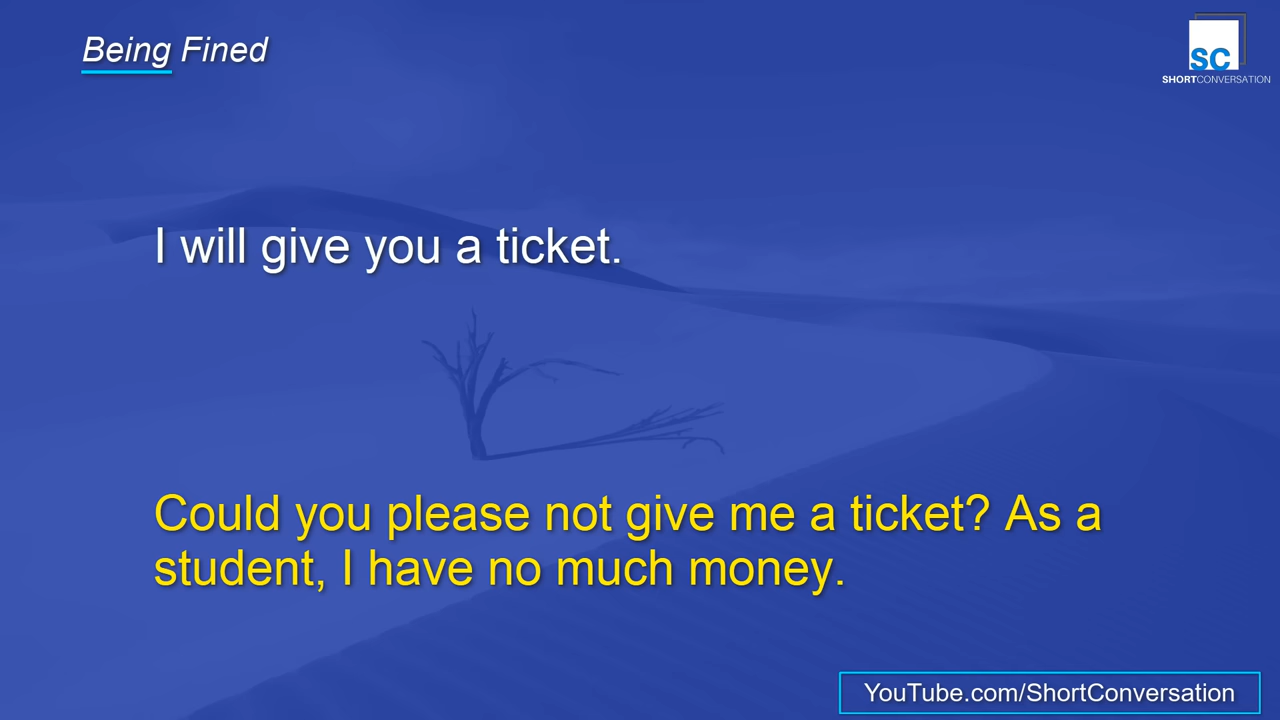 Being Fined
SC
SHORTCONVERSATION
I will give you a ticket.
Could you please not give me a ticket? As a
student, I have no much money.
YouTube.com/ShortConversation